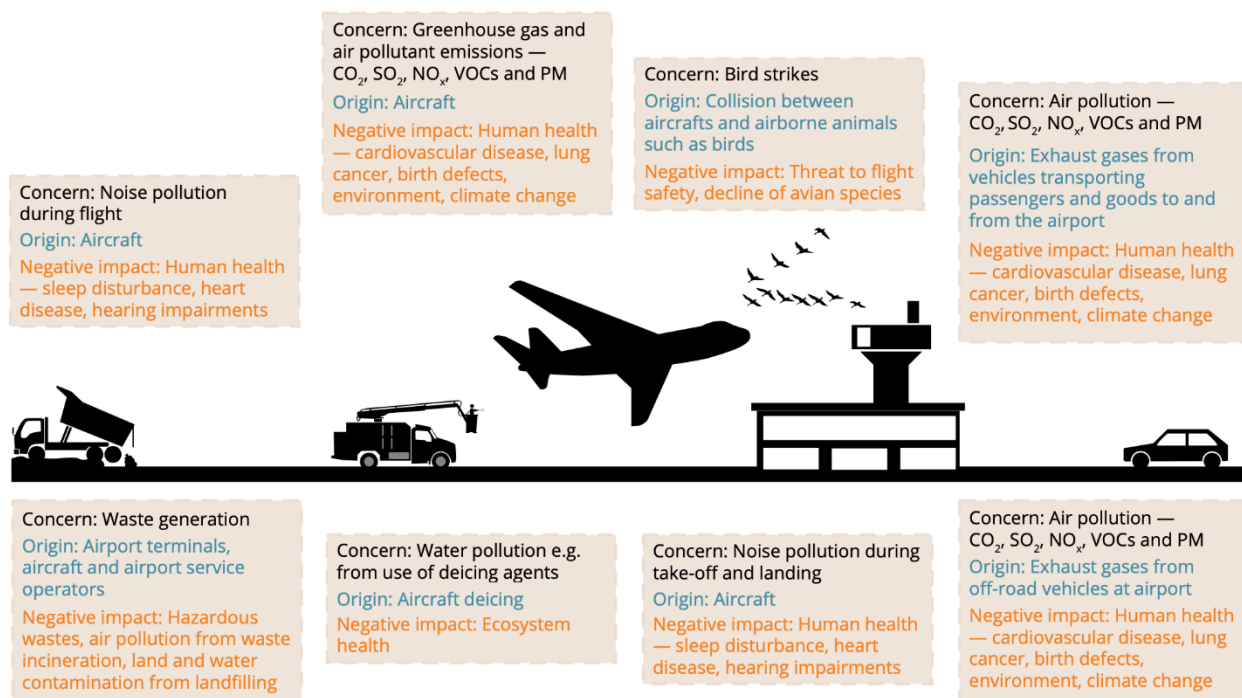 Concern: Greenhouse gas and
air pollutant emissions —
CO₂, SO₂, NOₓ, VOCs and PM
Origin: Aircraft
Negative impact: Human health
— cardiovascular disease, lung
cancer, birth defects,
environment, climate change
Concern: Bird strikes
Origin: Collision between
aircrafts and airborne animals
such as birds
Negative impact: Threat to flight
safety, decline of avian species
Concern: Air pollution —
CO₂, SO₂, NOₓ, VOCs and PM
Origin: Exhaust gases from
vehicles transporting
passengers and goods to and
from the airport
Negative impact: Human health
— cardiovascular disease, lung
cancer, birth defects,
environment, climate change
Concern: Noise pollution
during flight
Origin: Aircraft
Negative impact: Human health
— sleep disturbance, heart
disease, hearing impairments
Concern: Waste generation
Origin: Airport terminals,
aircraft and airport service
operators
Negative impact: Hazardous
wastes, air pollution from waste
incineration, land and water
contamination from landfilling
Concern: Water pollution e.g.
from use of deicing agents
Origin: Aircraft deicing
Negative impact: Ecosystem
health
Concern: Noise pollution during
take-off and landing
Origin: Aircraft
Negative impact: Human health
— sleep disturbance, heart
disease, hearing impairments
Concern: Air pollution —
CO₂, SO₂, NOₓ, VOCs and PM
Origin: Exhaust gases from
off-road vehicles at airport
Negative impact: Human health
— cardiovascular disease, lung
cancer, birth defects,
environment, climate change